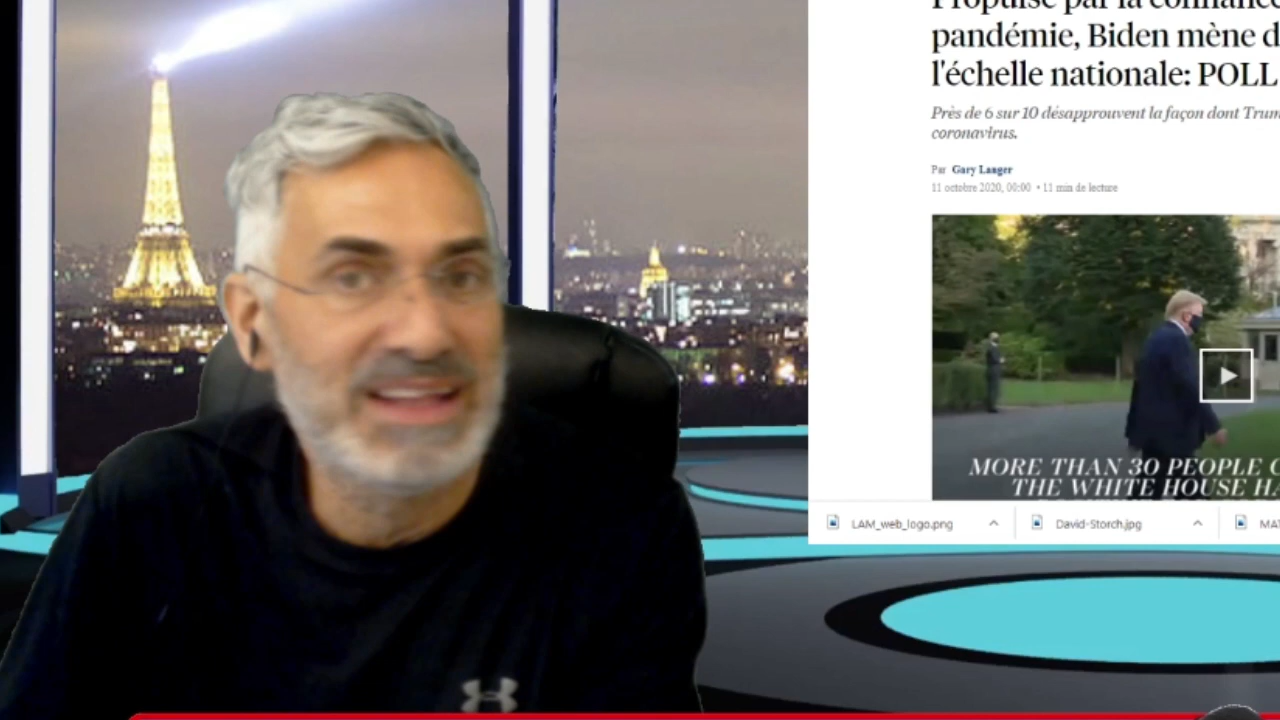 pandémie, Biden mène d
l'échelle nationale: POLL
Près de 6 sur 10 désapprouvent la façon dont Trum
coronavirus.
Par Gary Langer
11 octobre 2020, 00:00 • 11 min de lecture
MORE THAN 30 PEOPLE
THE WHITE HOUSE HA
LAM_web_logo.png
David-Storch.jpg
MA